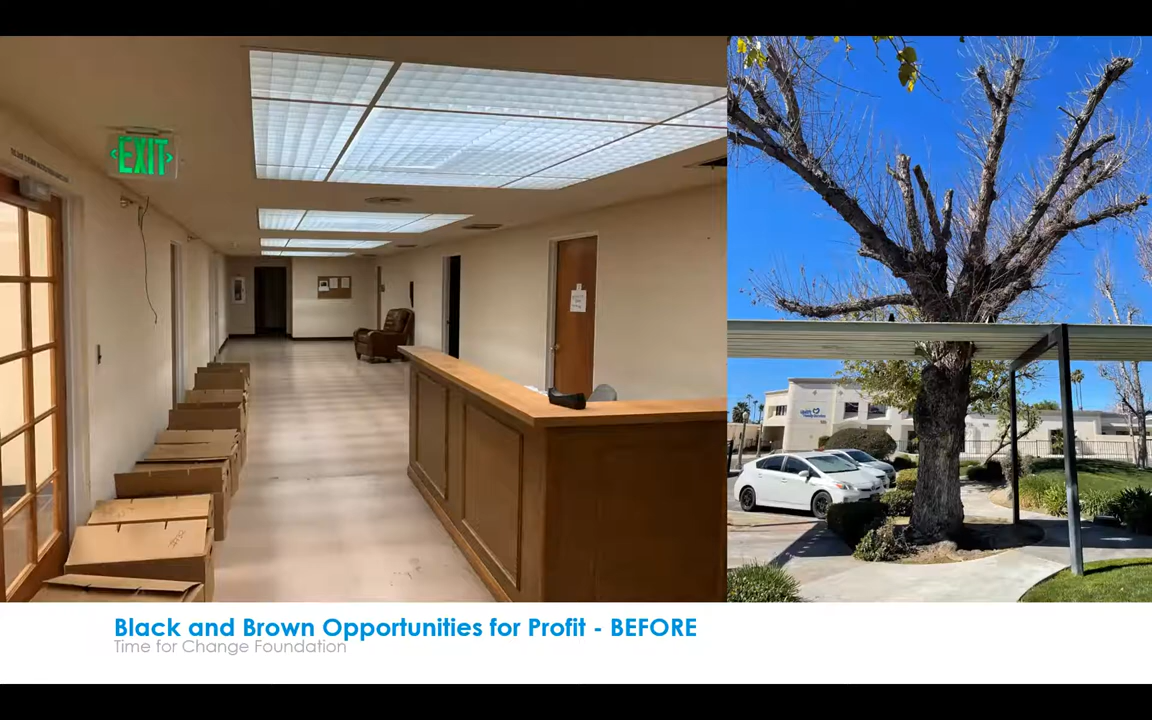 EXIT
Black and Brown Opportunities for Profit - BEFORE
Time for Change Foundation